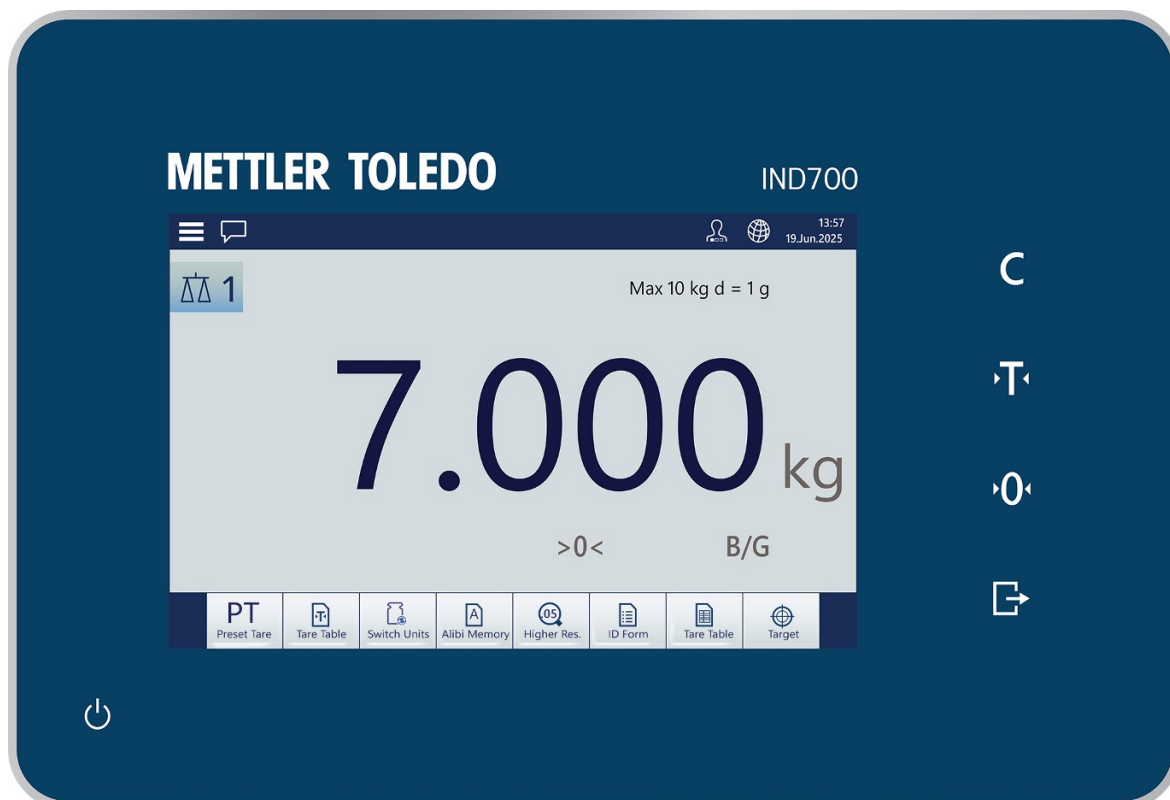 METTLER TOLEDO
IND700
13:57
19.Jun.2025
1
Max 10 kg d = 1 g
7.000 kg
>0< B/G
PT
Preset Tare
T
Tare Table
Switch Units
A
Alibi Memory
.05
Higher Res.
ID Form
Tare Table
Target
C
T
0